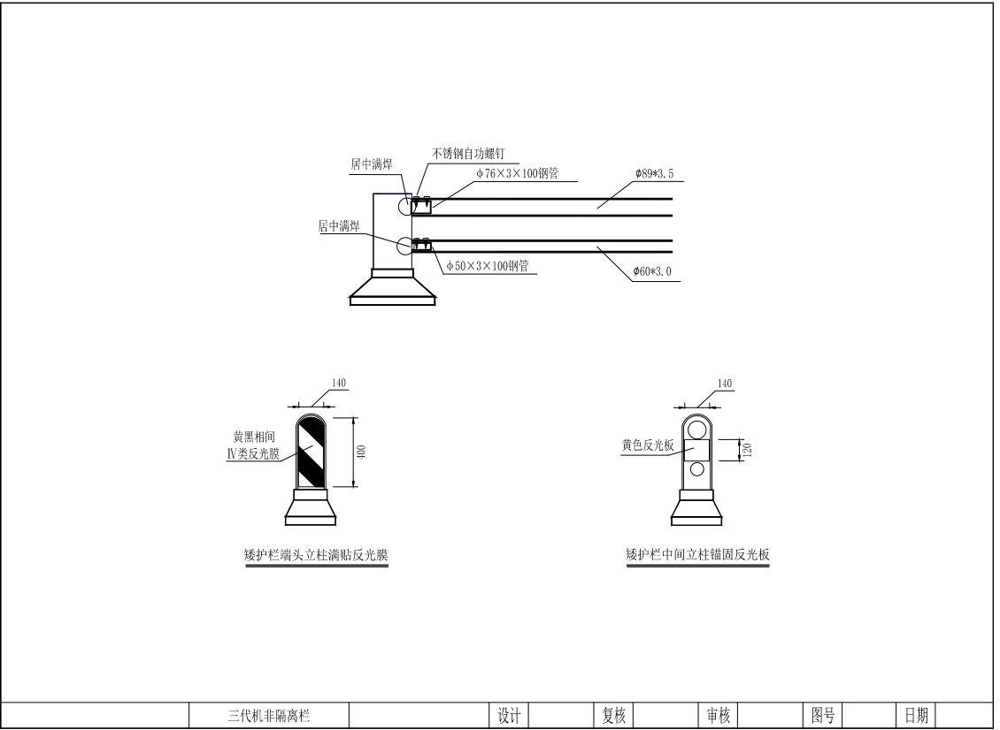 不锈钢自功螺钉
居中满焊
ф76×3×100钢管
ϕ89*3.5
居中满焊
ф50×3×100钢管
ϕ60*3.0
140
黄黑相间
Ⅳ类反光膜
400
矮护栏端头立柱满贴反光膜
140
黄色反光板
120
矮护栏中间立柱锚固反光板
三代机非隔离栏 设计 复核 审核 图号 日期